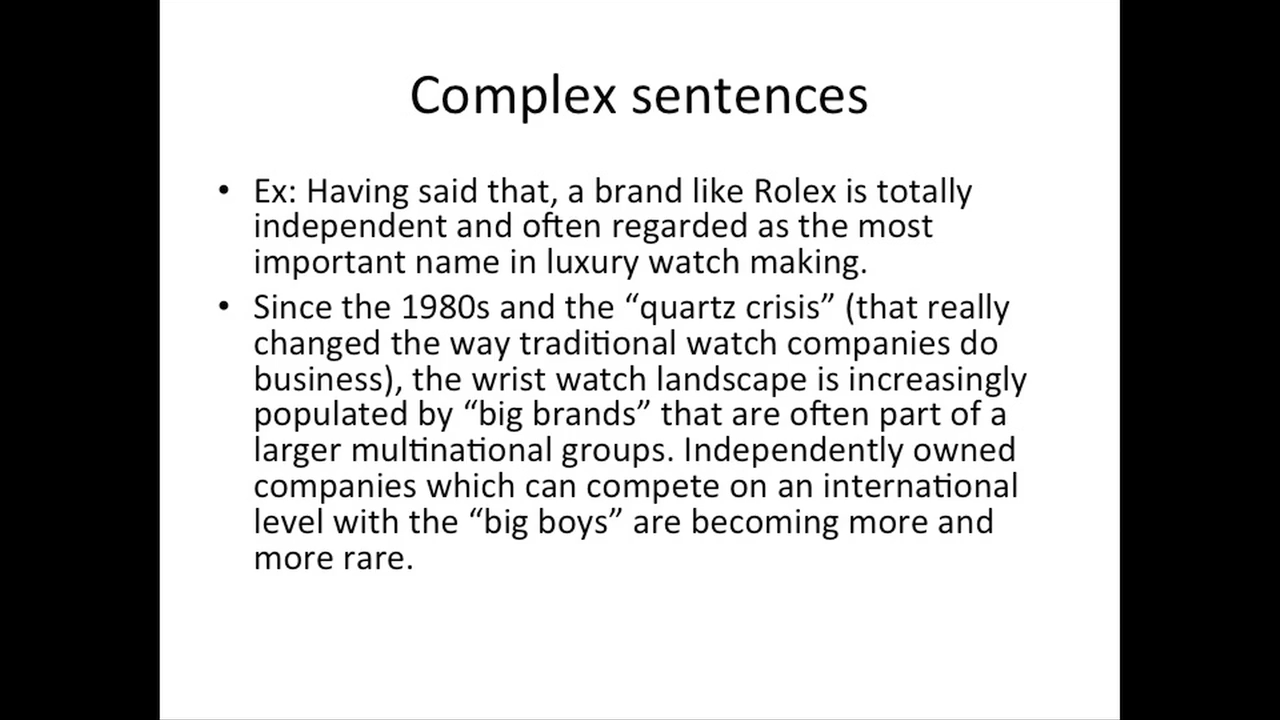 Complex sentences
• Ex: Having said that, a brand like Rolex is totally
independent and often regarded as the most
important name in luxury watch making.
• Since the 1980s and the “quartz crisis” (that really
changed the way traditional watch companies do
business), the wrist watch landscape is increasingly
populated by “big brands” that are often part of a
larger multinational groups. Independently owned
companies which can compete on an international
level with the “big boys” are becoming more and
more rare.